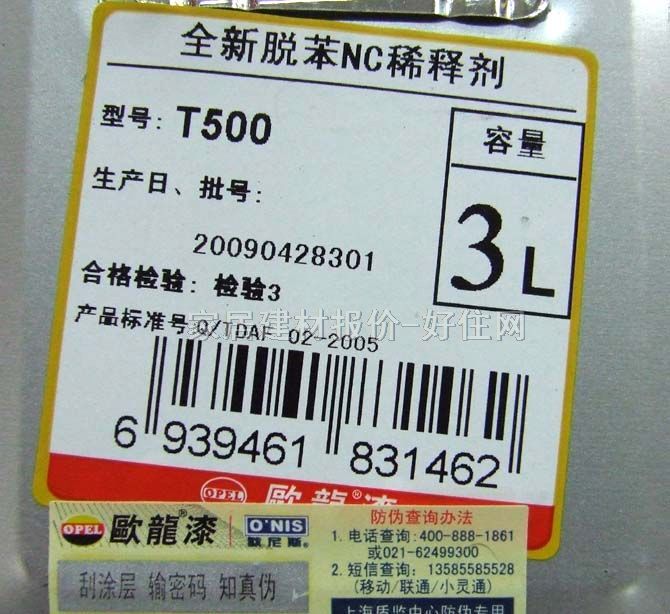 全新脱苯NC稀释剂
型号: T500
容量
3L
生产日、批号:
20090428301
合格检验: 检验3
产品标准号:Q/TDAF 02-2005
家居建材报价-好住网
6 939461 831462
OPEL 歐龍漆
OPEL 歐龍漆® O'NIS 歐尼斯
防伪查询办法
1. 电话查询:400-888-1861
或021-62499300
2. 短信查询: 13585585528
(移动/联通/小灵通)
刮涂层 输密码 知真伪
上海质监中心防伪专用